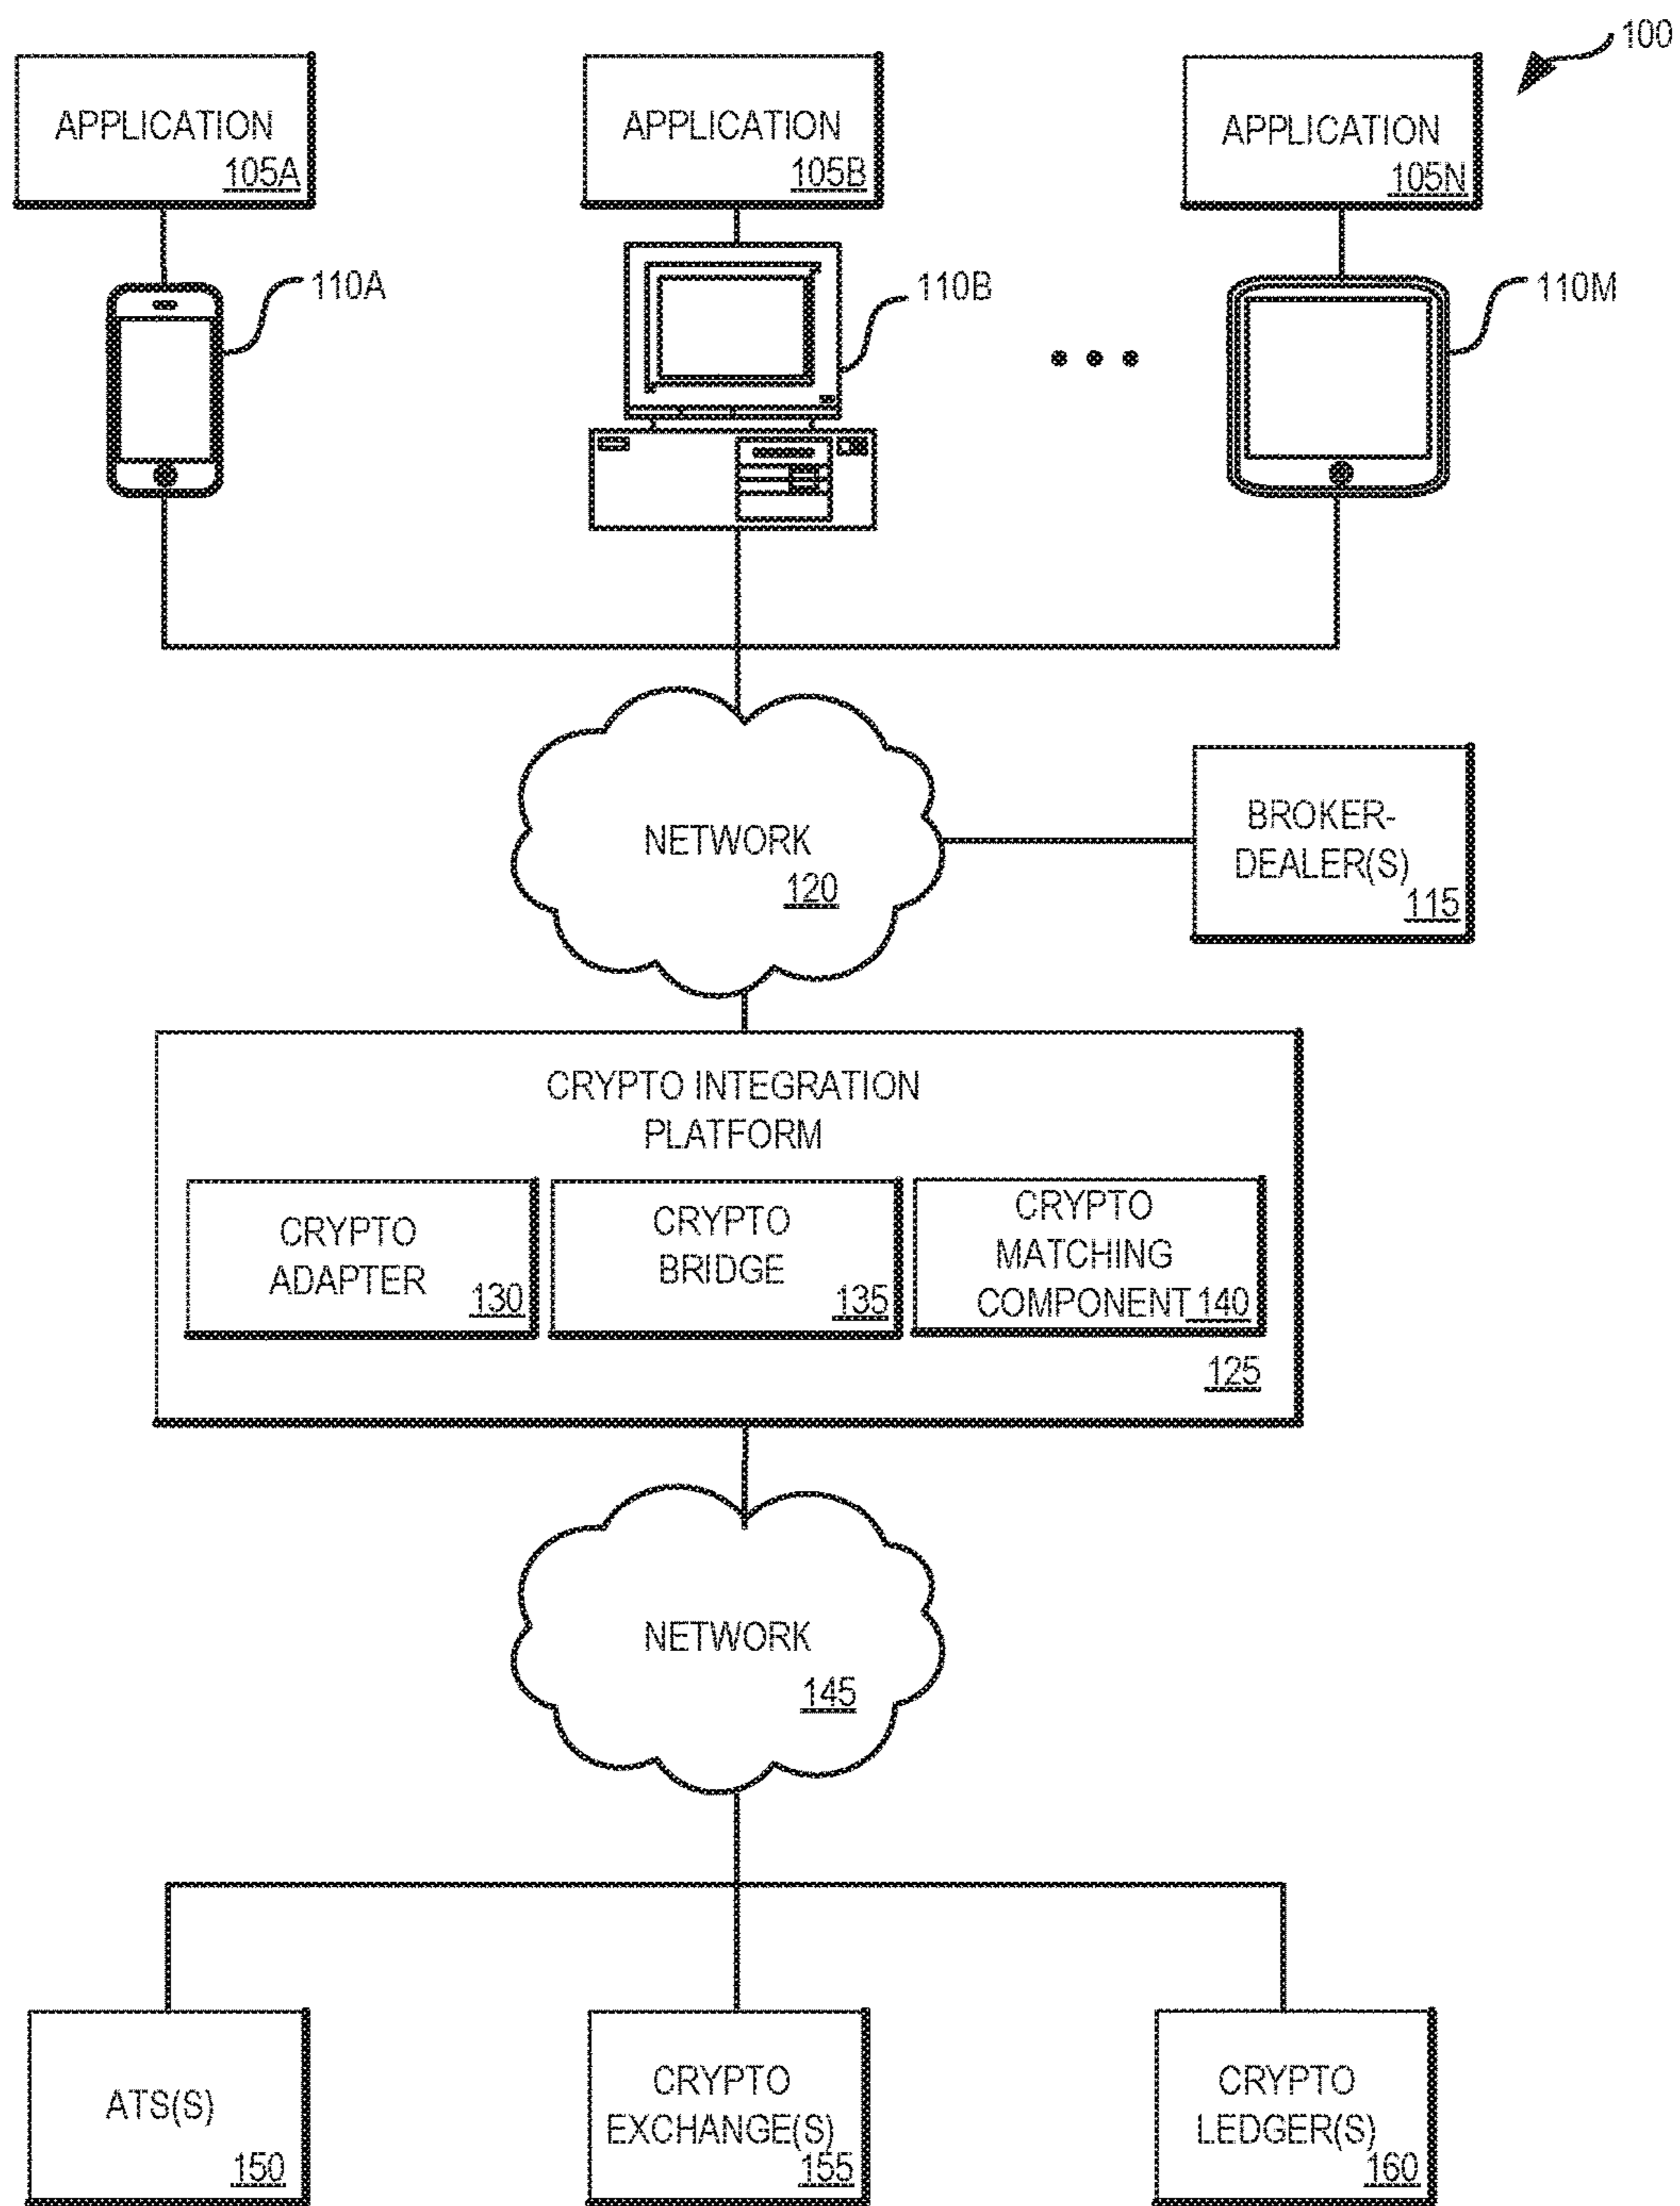 100
APPLICATION
105A
APPLICATION
105B
APPLICATION
105N
110A
110B
110M
NETWORK
120
BROKER-
DEALER(S)
115
CRYPTO INTEGRATION
PLATFORM
CRYPTO
ADAPTER
130
CRYPTO
BRIDGE
135
CRYPTO
MATCHING
COMPONENT 140
125
NETWORK
145
ATS(S)
150
CRYPTO
EXCHANGE(S)
155
CRYPTO
LEDGER(S)
160